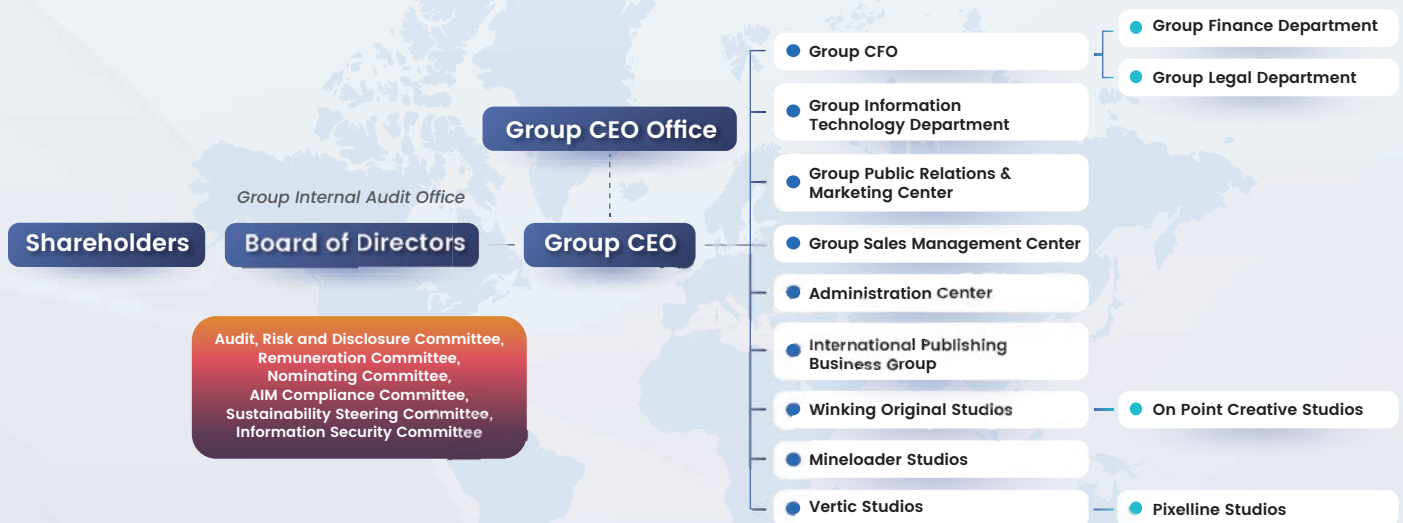 Group Finance Department
Group CFO
Group Legal Department
Group Information
Technology Department
Group CEO Office
Group Public Relations &
Marketing Center
Group Internal Audit Office
Shareholders
Board of Directors
Group CEO
Group Sales Management Center
Administration Center
Audit, Risk and Disclosure Committee,
Remuneration Committee,
Nominating Committee,
AIM Compliance Committee,
Sustainability Steering Committee,
Information Security Committee
International Publishing
Business Group
Winking Original Studios
On Point Creative Studios
Mineloader Studios
Vertic Studios
Pixelline Studios